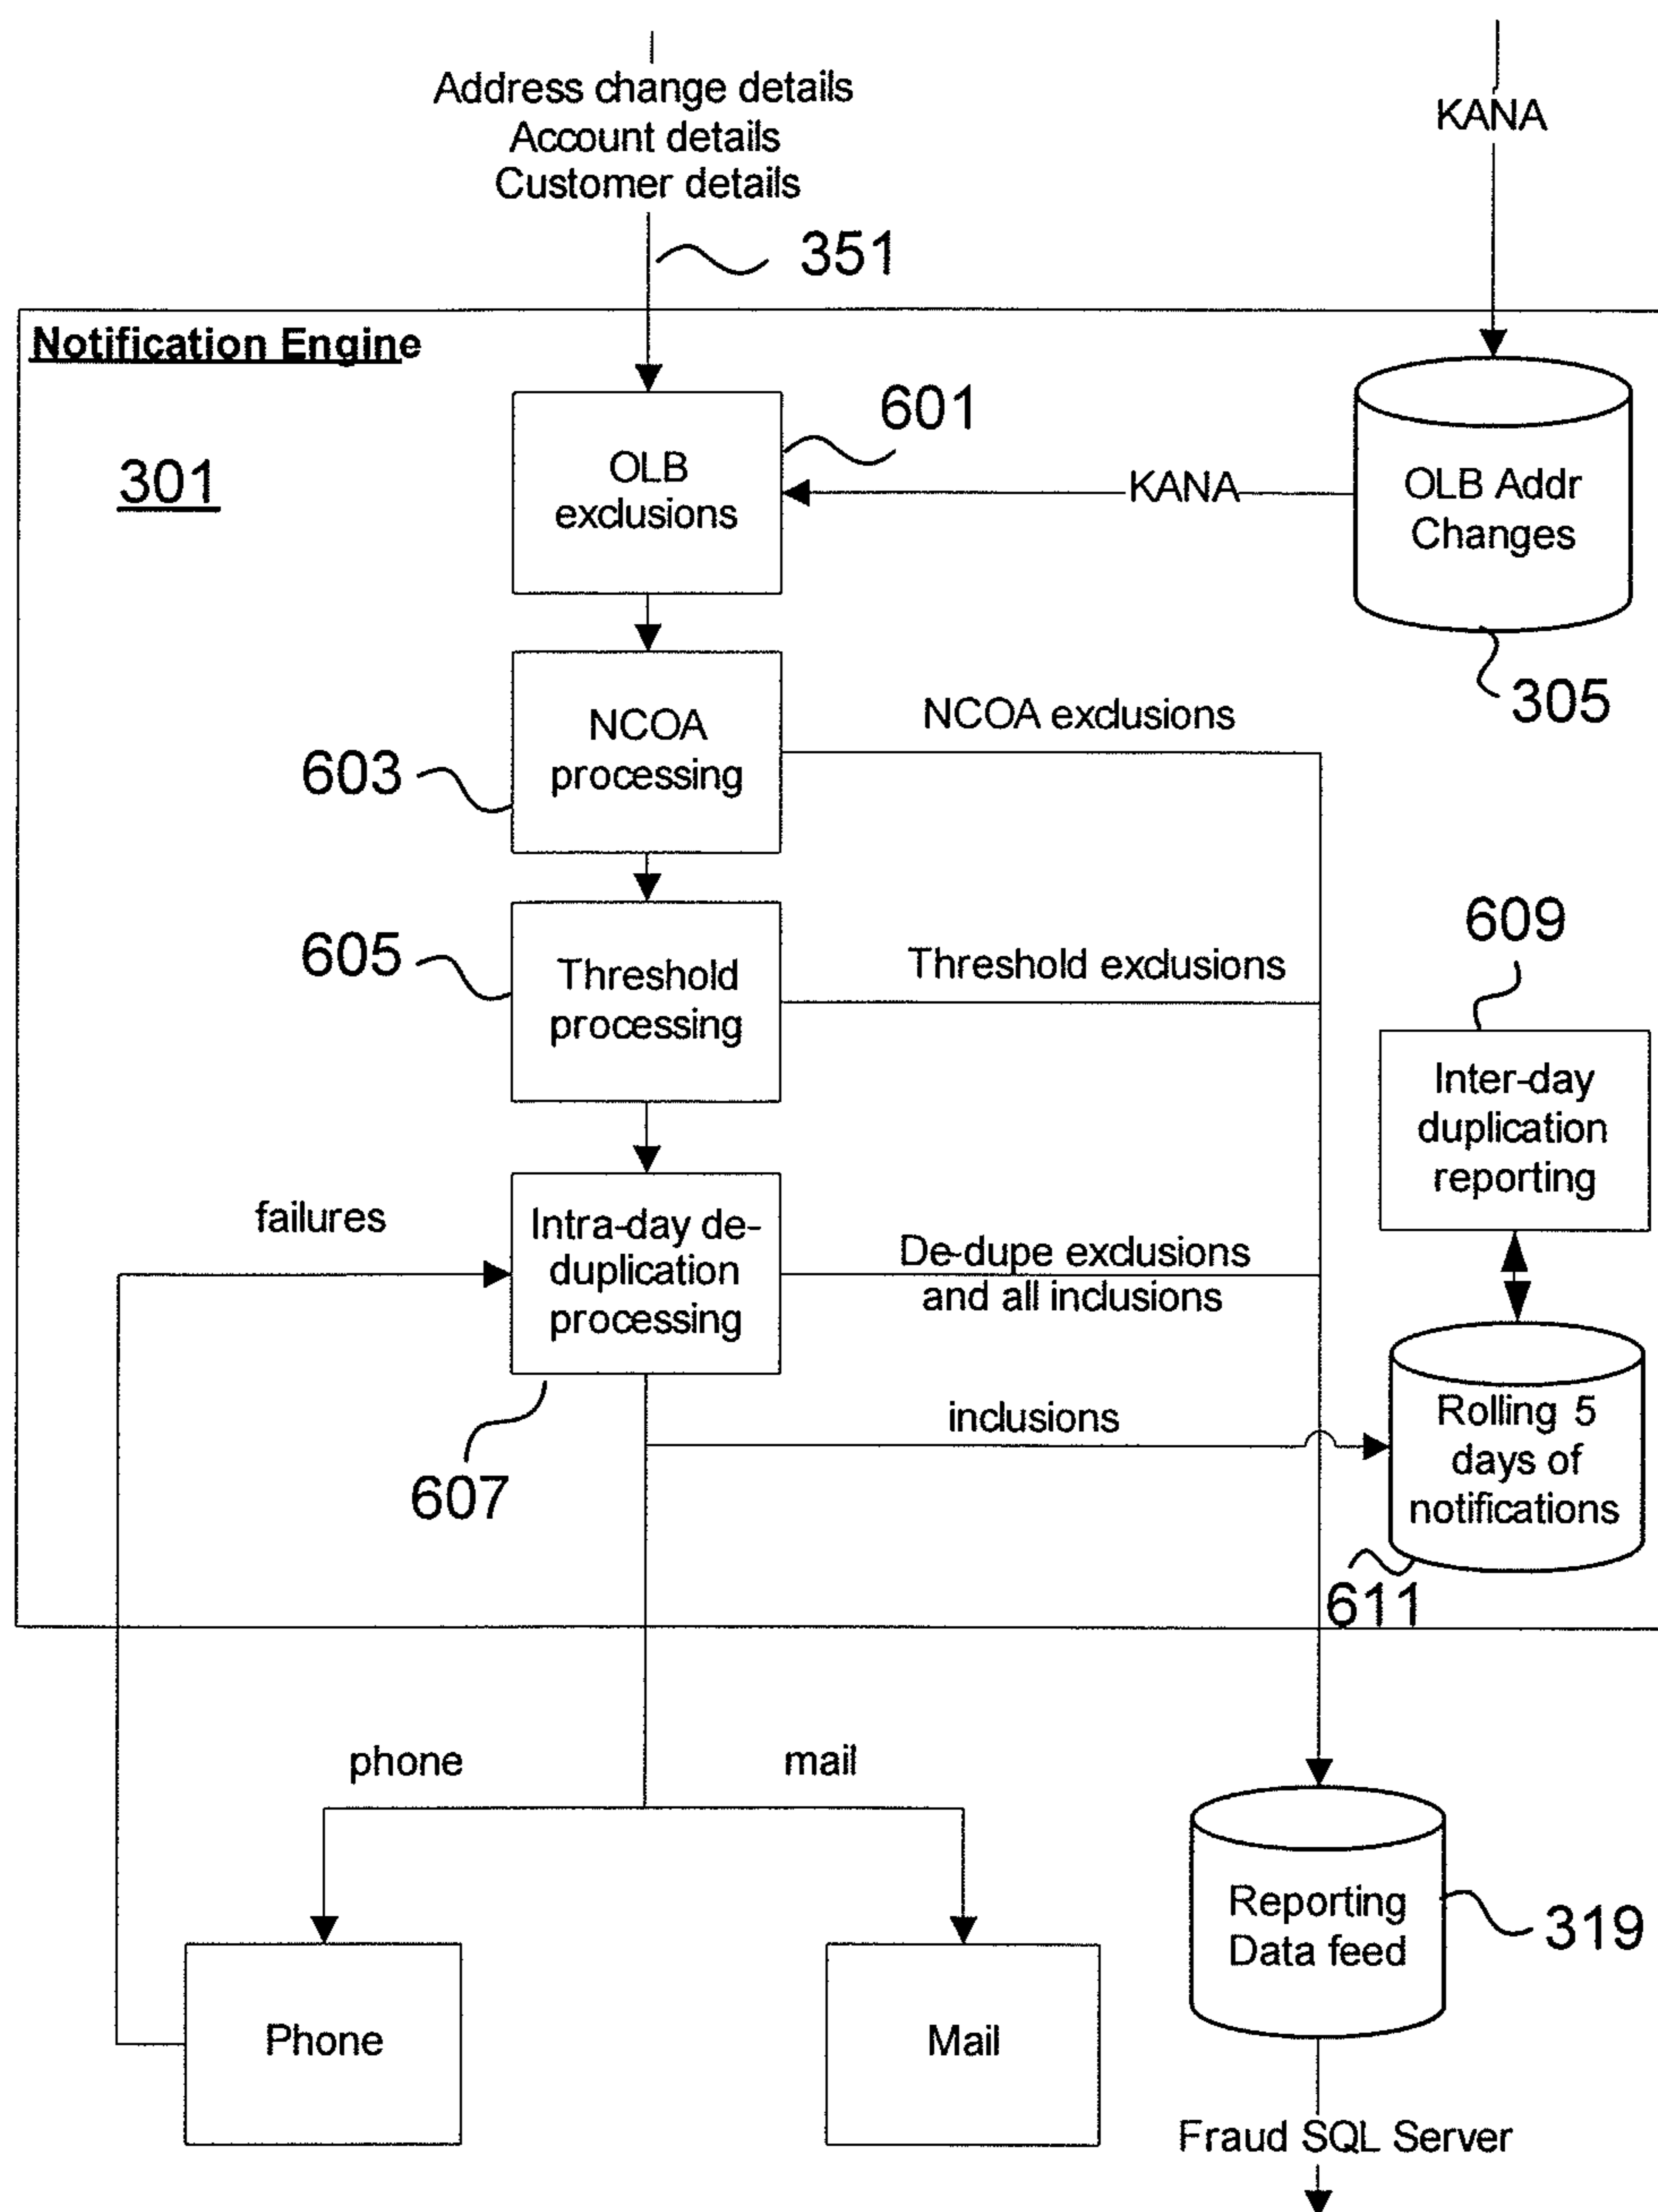 Address change details
Account details
Customer details
KANA
351
Notification Engine
301
OLB
exclusions
601
KANA
OLB Addr
Changes
305
NCOA
processing
603
NCOA exclusions
Threshold
processing
605
Threshold exclusions
609
Inter-day
duplication
reporting
failures
Intra-day de-
duplication
processing
607
De-dupe exclusions
and all inclusions
inclusions
Rolling 5
days of
notifications
611
phone
mail
Phone
Mail
Reporting
Data feed
319
Fraud SQL Server